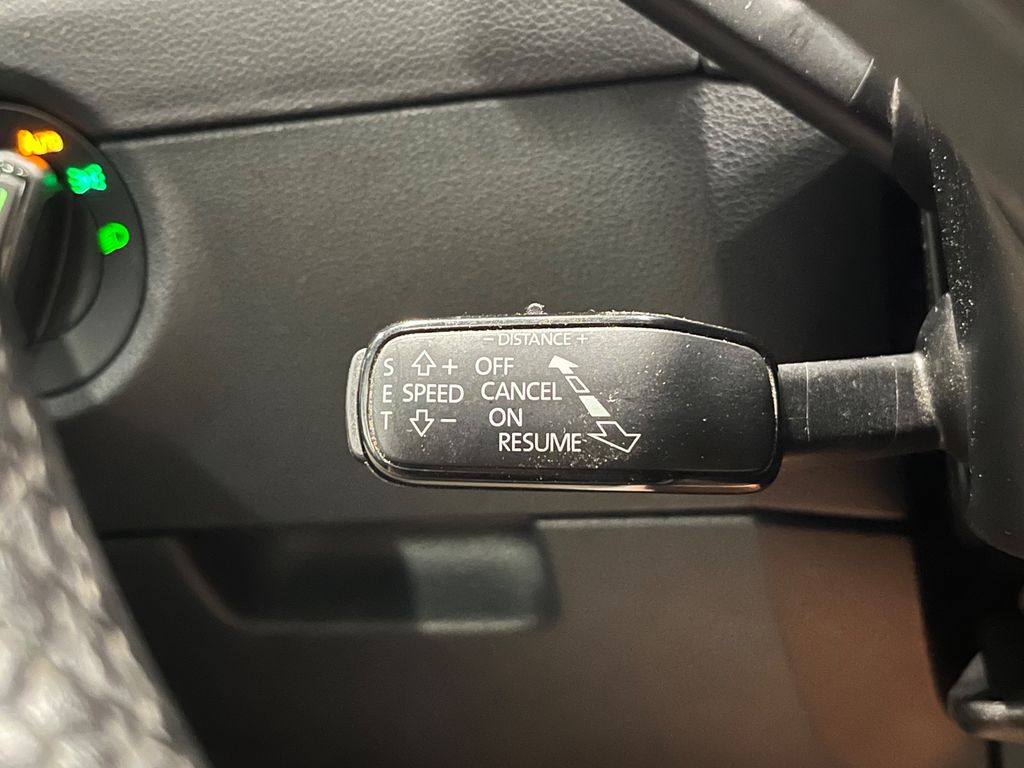 Auto
- DISTANCE +
S + OFF
E SPEED CANCEL
T - ON
RESUME